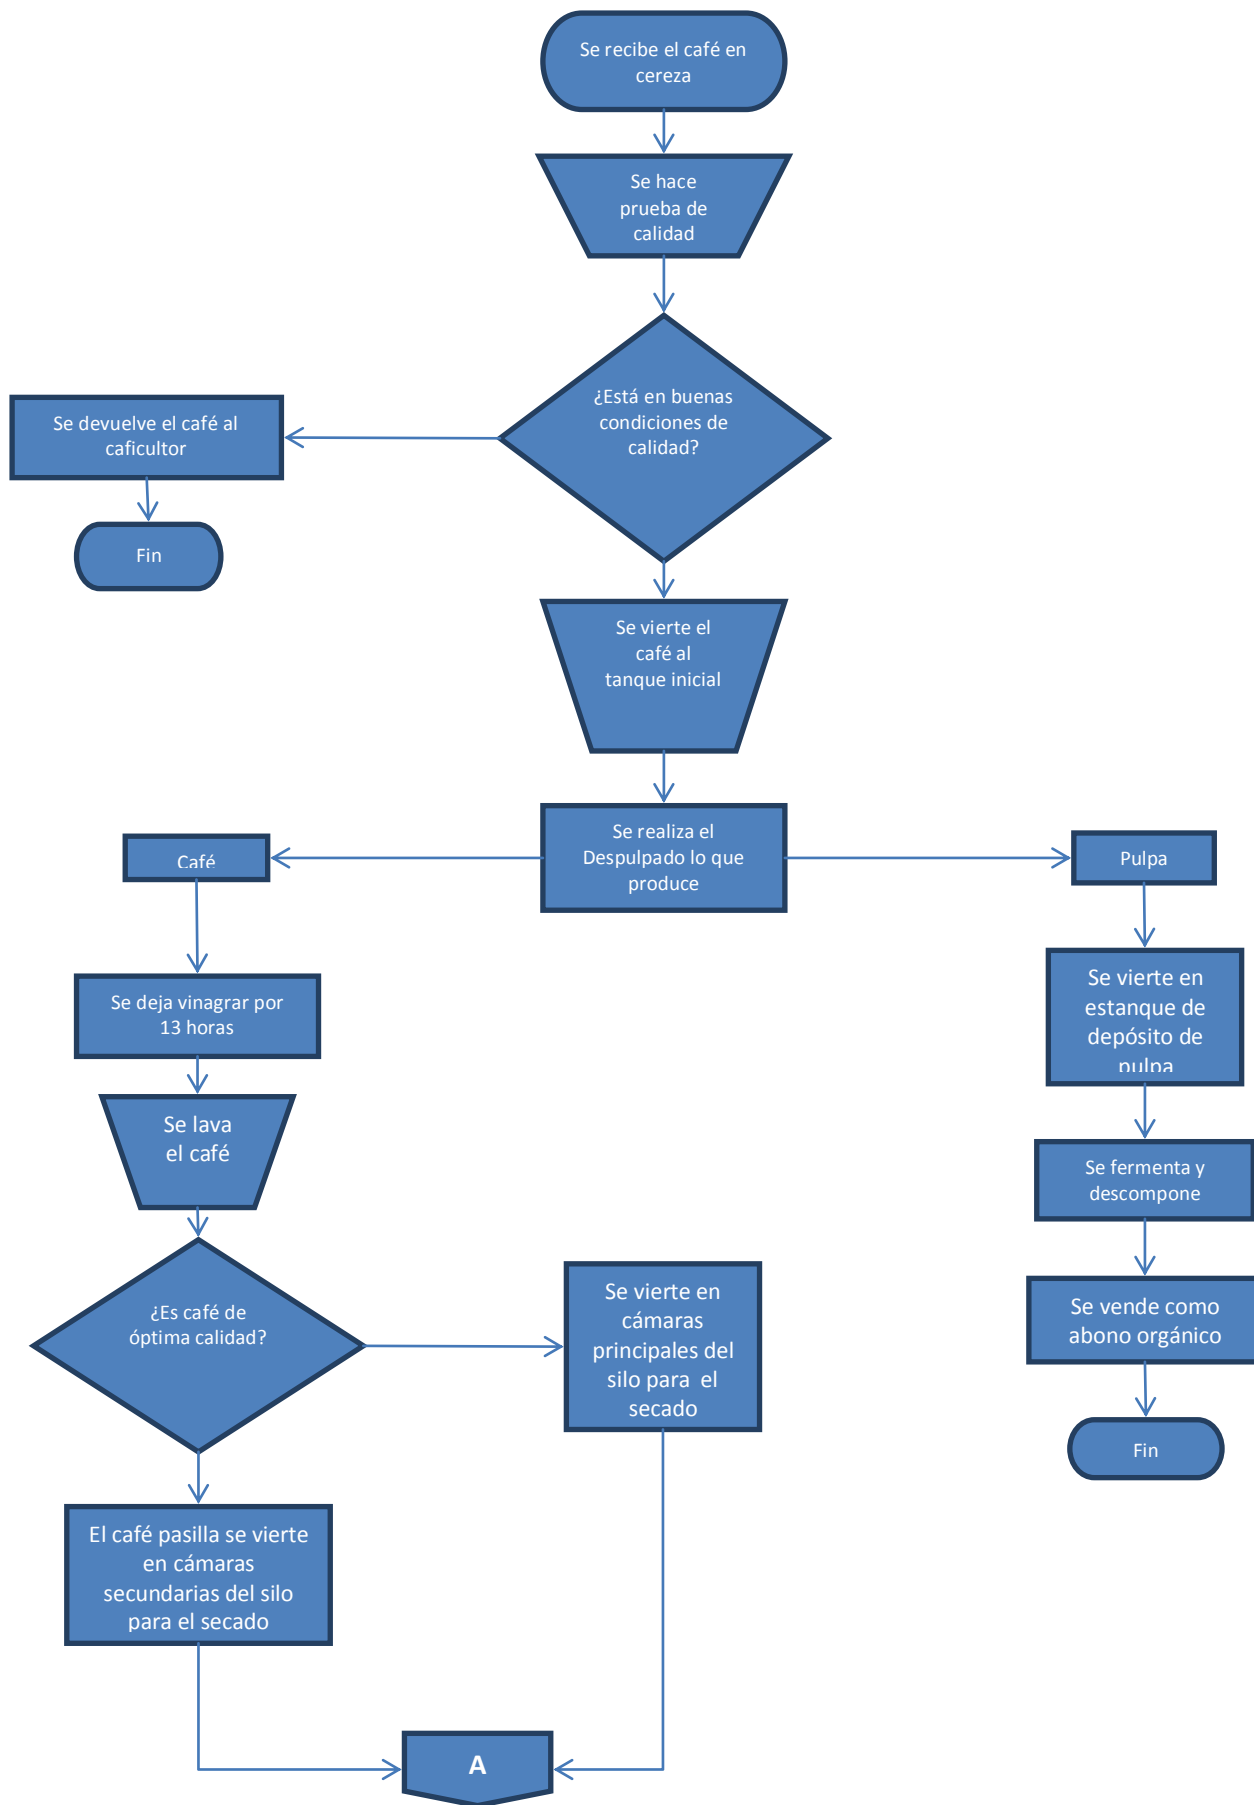 Se recibe el café en
cereza
Se hace
prueba de
calidad
¿Está en buenas
condiciones de
calidad?
Se devuelve el café al
caficultor
Fin
Se vierte el
café al
tanque inicial
Se realiza el
Despulpado lo que
produce
Café
Pulpa
Se deja vinagrar por
13 horas
Se vierte en
estanque de
depósito de
pulpa
Se lava
el café
Se fermenta y
descompone
¿Es café de
óptima calidad?
Se vierte en
cámaras
principales del
silo para el
secado
Se vende como
abono orgánico
Fin
El café pasilla se vierte
en cámaras
secundarias del silo
para el secado
A